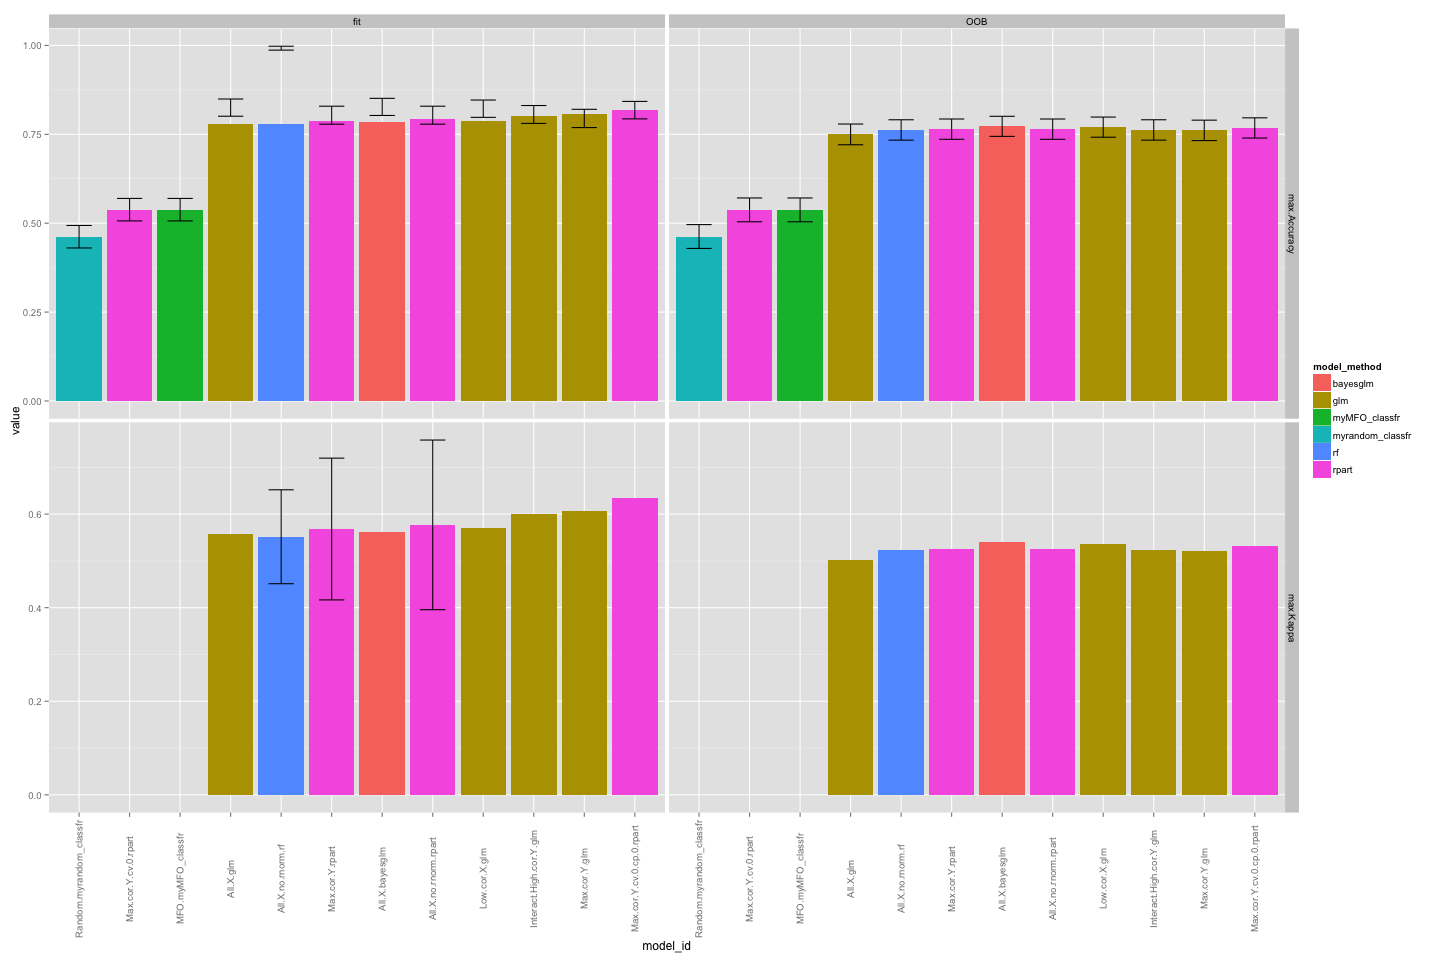 fit
OOB
1.00
0.75
0.50
0.25
0.00
max.Accuracy
value
0.6
0.4
0.2
0.0
max.Kappa
Random.myrandom_classfr
Max.cor.Y.cv.0.rpart
MFO.myMFO_classfr
All.X.glm
All.X.no.rnorm.rf
Max.cor.Y.rpart
All.X.bayesglm
All.X.no.rnorm.rpart
Low.cor.X.glm
Interact.High.cor.Y.glm
Max.cor.Y.glm
Max.cor.Y.cv.0.cp.0.rpart
Random.myrandom_classfr
Max.cor.Y.cv.0.rpart
MFO.myMFO_classfr
All.X.glm
All.X.no.rnorm.rf
Max.cor.Y.rpart
All.X.bayesglm
All.X.no.rnorm.rpart
Low.cor.X.glm
Interact.High.cor.Y.glm
Max.cor.Y.glm
Max.cor.Y.cv.0.cp.0.rpart
model_id
model_method
bayesglm
glm
myMFO_classfr
myrandom_classfr
rf
rpart